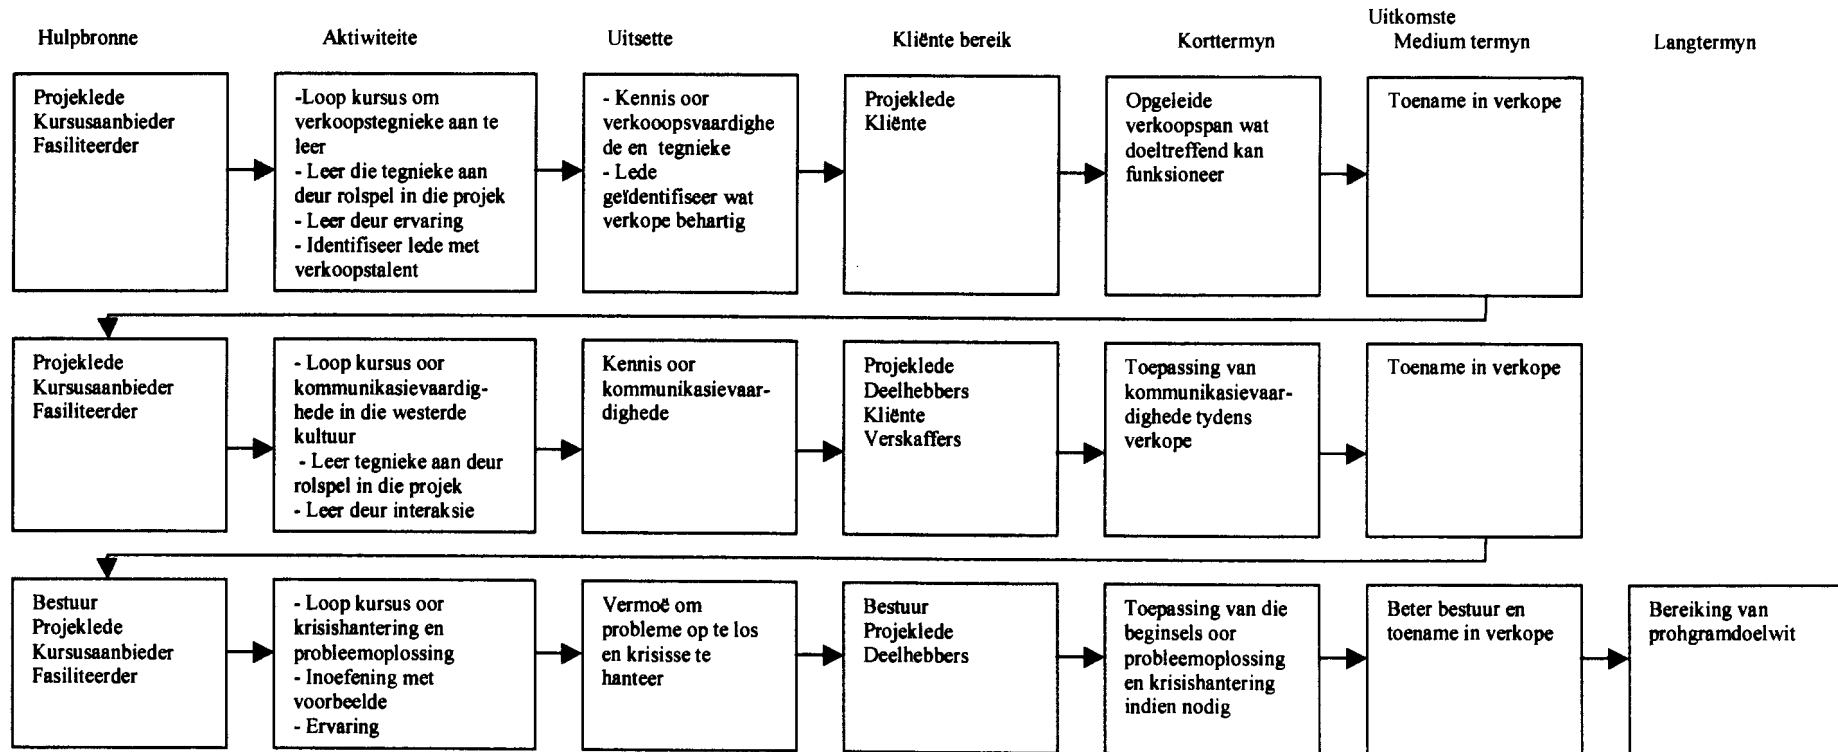 Uitkomste
Hulpbronne
Aktiwiteite
Uitsette
Kliënte bereik
Korttermyn
Medium termyn
Langtermyn
Projeklede
Kursusaanbieder
Fasiliteerder
-Loop kursus om
verkoopstegnieke aan te
leer
- Leer die tegnieke aan
deur rolspel in die projek
- Leer deur ervaring
- Identifiseer lede met
verkoopstalent
- Kennis oor
verkooopsvaardighe
de en tegnieke
- Lede
geïdentifiseer wat
verkope behartig
Projeklede
Kliënte
Opgeleide
verkoopspan wat
doeltreffend kan
funksioneer
Toename in verkope
Projeklede
Kursusaanbieder
Fasiliteerder
- Loop kursus oor
kommunikasievaardig-
hede in die westerde
kultuur
- Leer tegnieke aan deur
rolspel in die projek
- Leer deur interaksie
Kennis oor
kommunikasievaar-
dighede
Projeklede
Deelhebbers
Kliënte
Verskaffers
Toepassing van
kommunikasievaar-
dighede tydens
verkope
Toename in verkope
Bestuur
Projeklede
Kursusaanbieder
Fasiliteerder
- Loop kursus oor
krisishantering en
probleemoplossing
- Inoefening met
voorbeelde
- Ervaring
Vermoë om
probleme op te los
en krisisse te
hanteer
Bestuur
Projeklede
Deelhebbers
Toepassing van die
beginsels oor
probleemoplossing
en krisishantering
indien nodig
Beter bestuur en
toename in verkope
Bereiking van
prohgramdoelwit